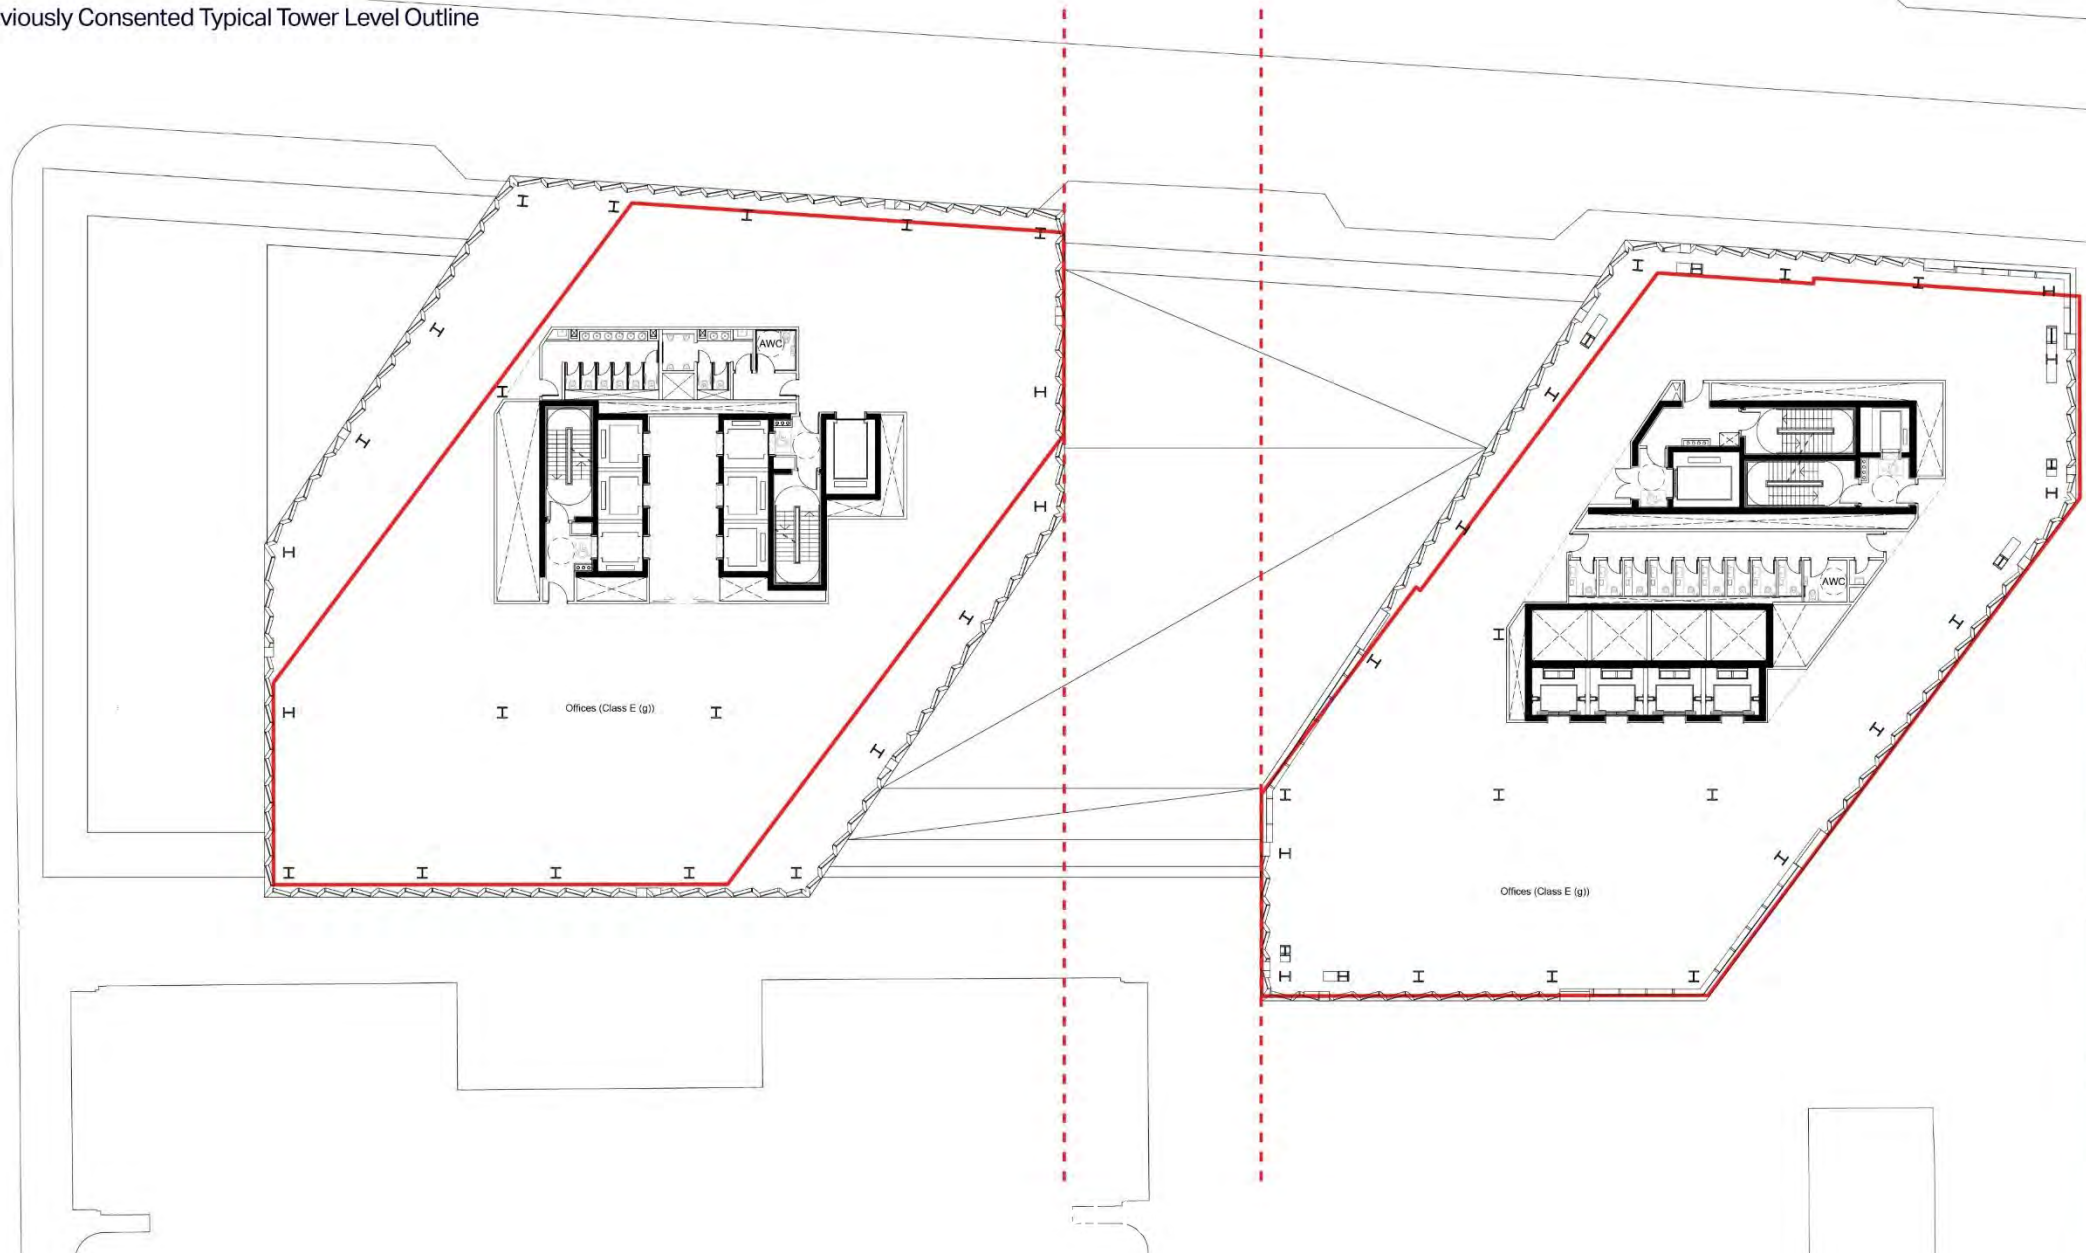 viously Consented Typical Tower Level Outline
AWC
AWC
Offices (Class E (g))
Offices (Class E (g))